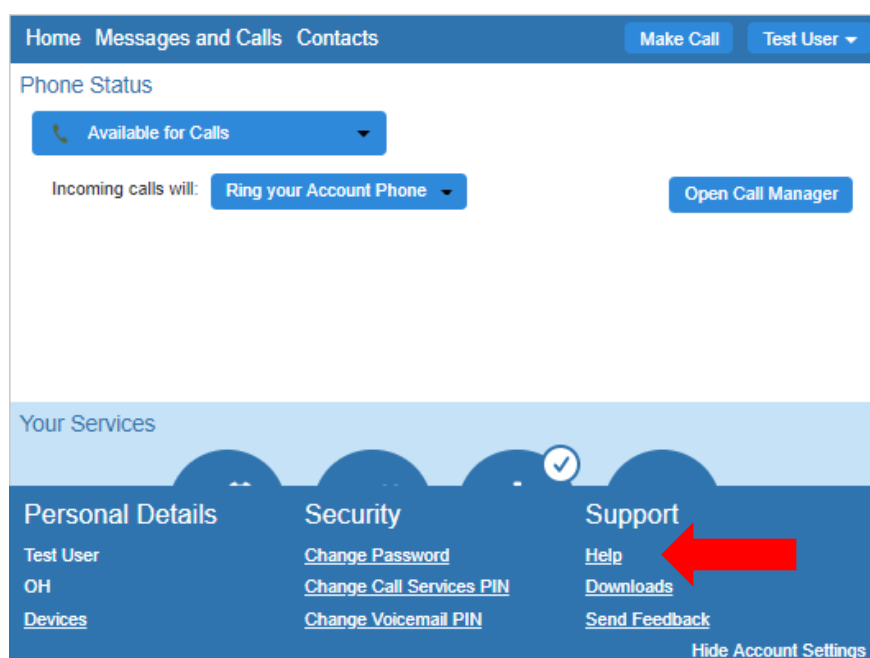 Home Messages and Calls Contacts Make Call Test User
Phone Status
Available for Calls
Incoming calls will: Ring your Account Phone Open Call Manager
Your Services
Personal Details Security Support
Test User Change Password Help
OH Change Call Services PIN Downloads
Devices Change Voicemail PIN Send Feedback
Hide Account Settings